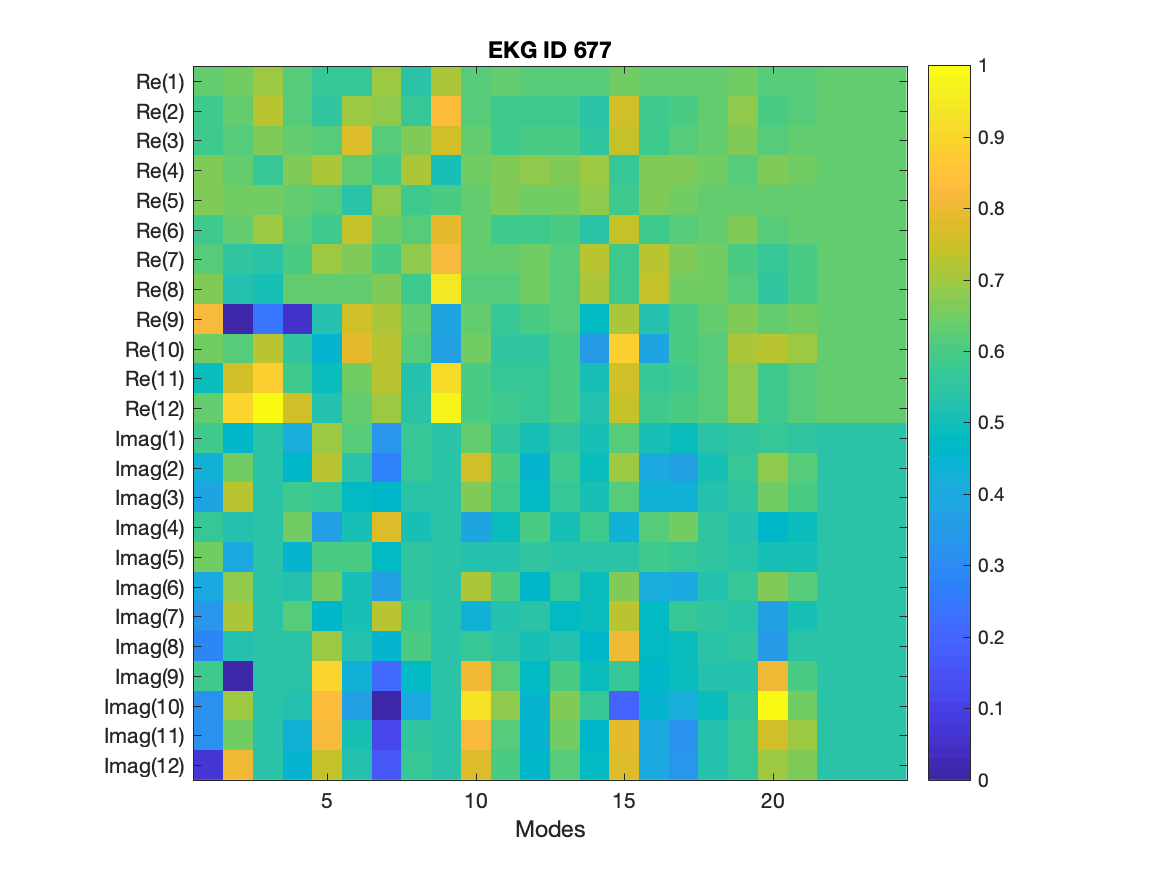 EKG ID 677
Re(1)
Re(2)
Re(3)
Re(4)
Re(5)
Re(6)
Re(7)
Re(8)
Re(9)
Re(10)
Re(11)
Re(12)
Imag(1)
Imag(2)
Imag(3)
Imag(4)
Imag(5)
Imag(6)
Imag(7)
Imag(8)
Imag(9)
Imag(10)
Imag(11)
Imag(12)
5 10 15 20
Modes
1
0.9
0.8
0.7
0.6
0.5
0.4
0.3
0.2
0.1
0